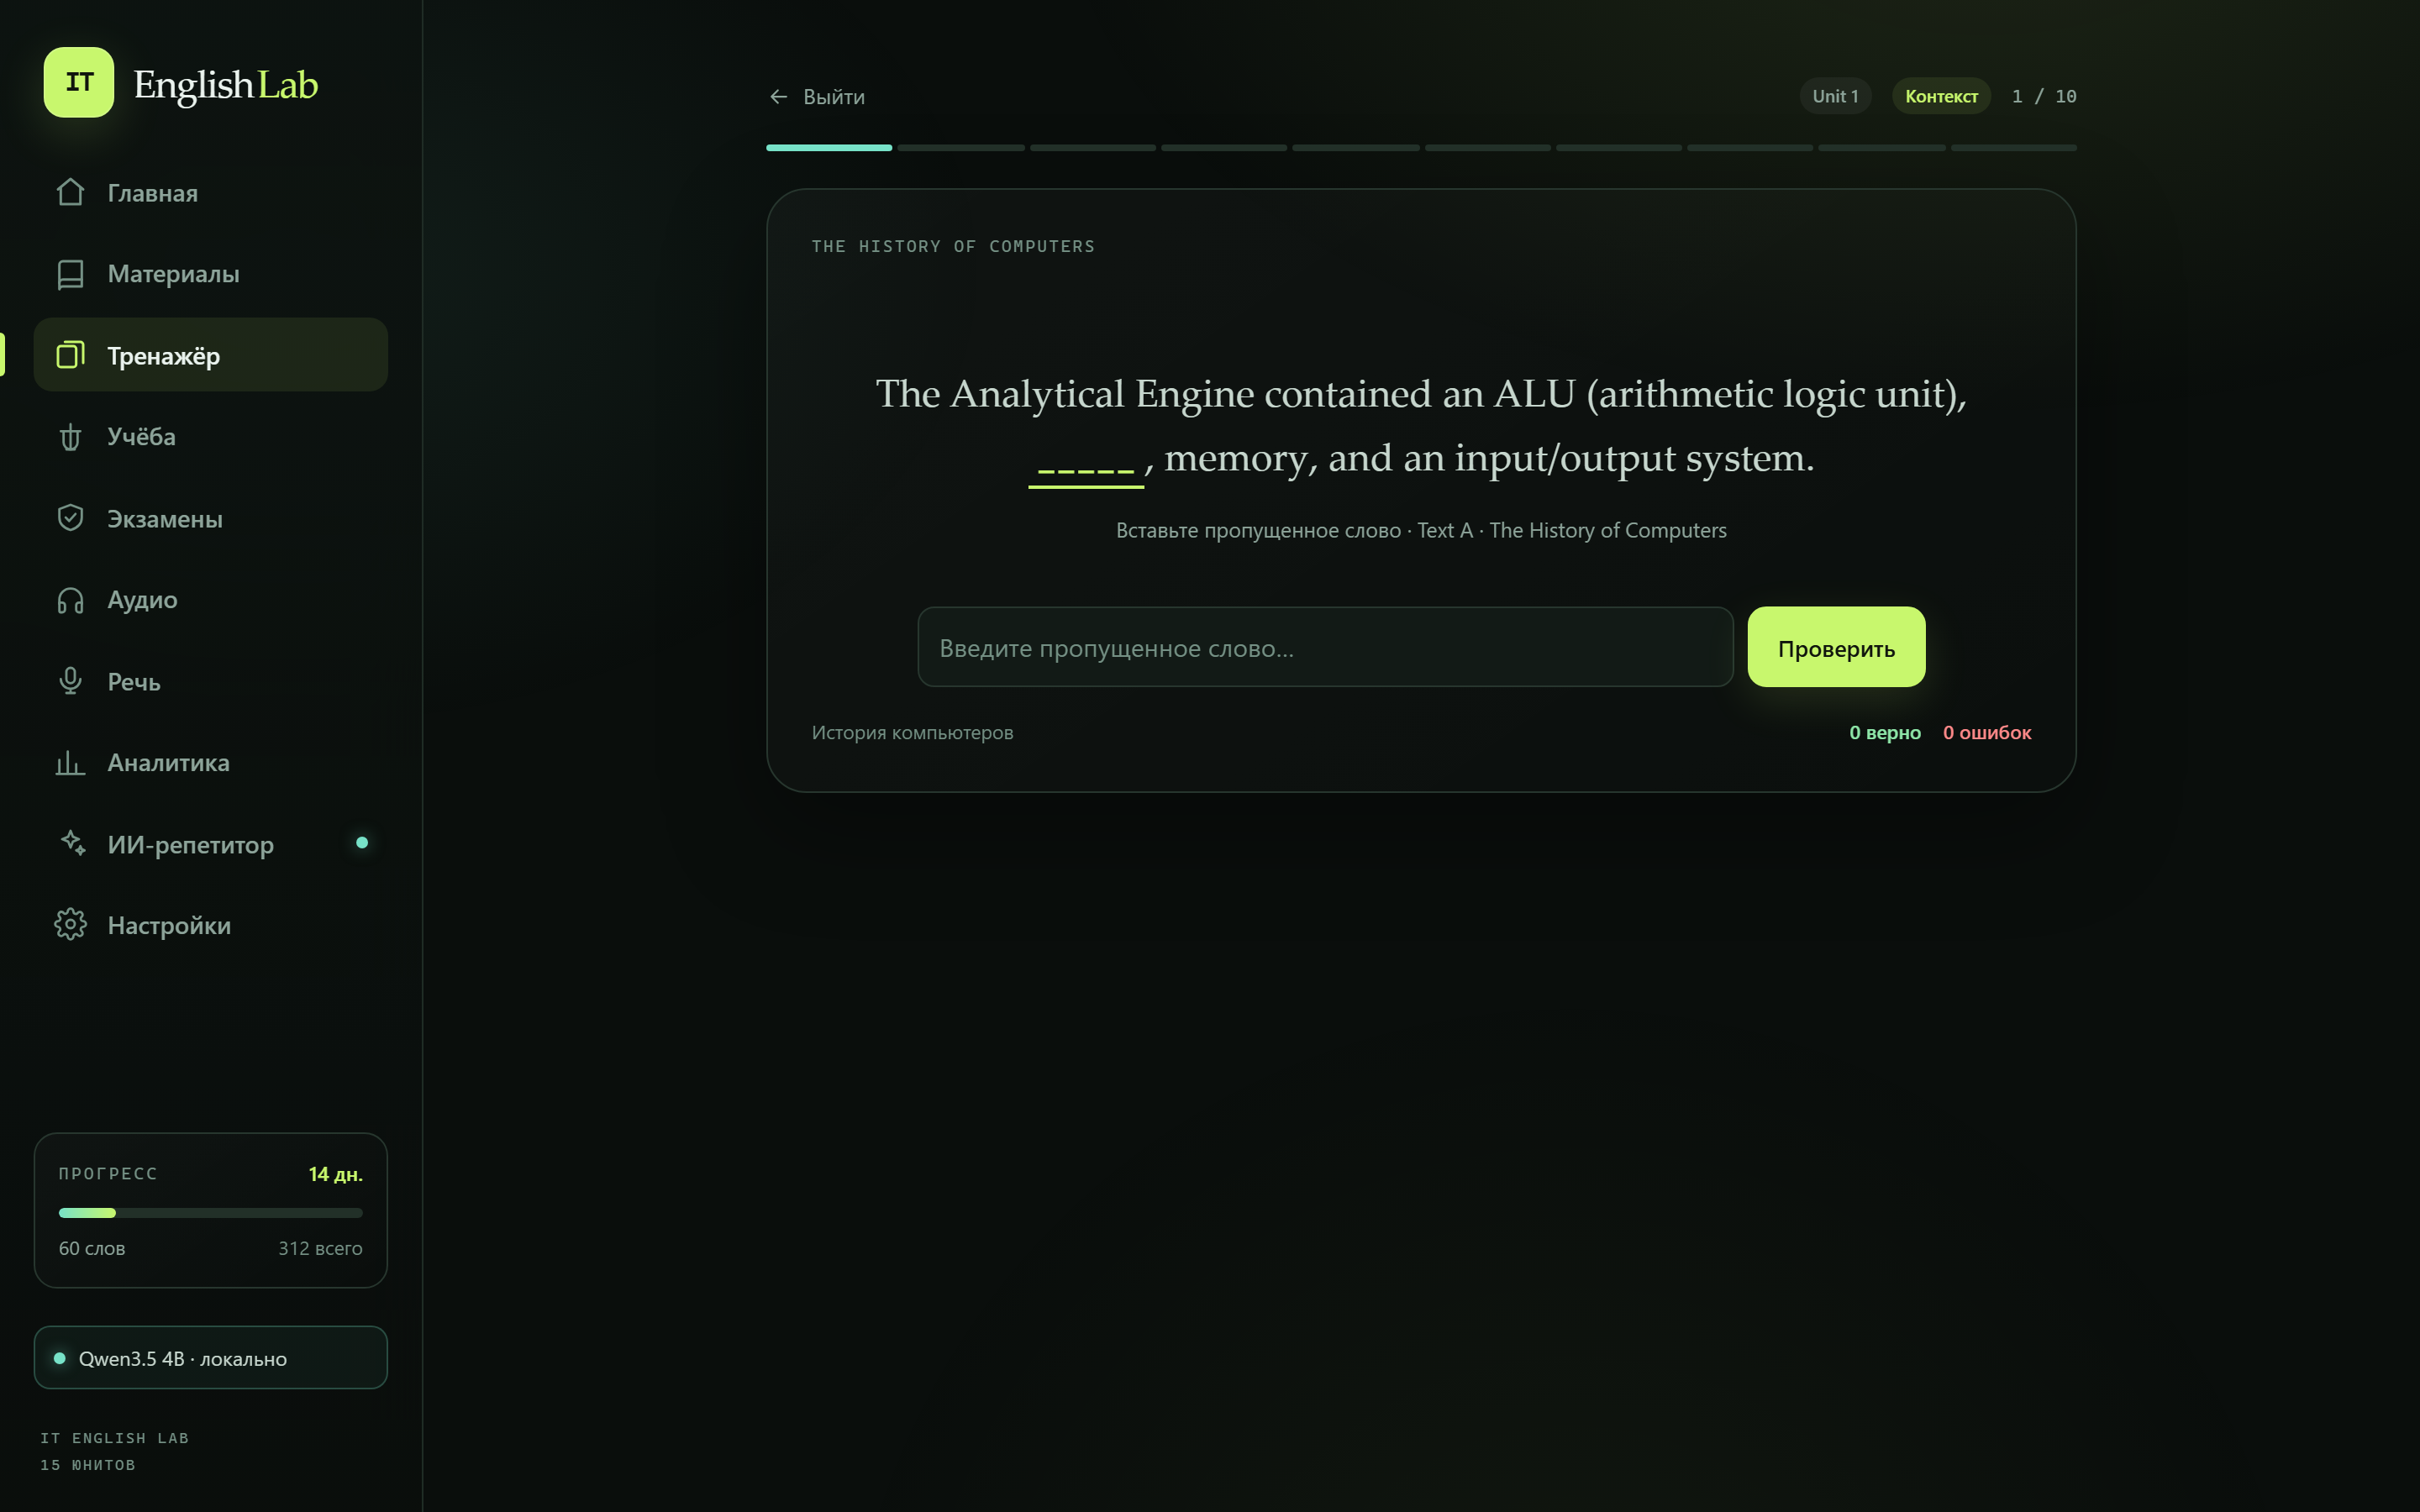 IT EnglishLab
Главная
Материалы
Тренажёр
Учёба
Экзамены
Аудио
Речь
Аналитика
ИИ-репетитор
Настройки
ПРОГРЕСС 14 дн.
60 слов 312 всего
Qwen3.5 4B · локально
IT ENGLISH LAB
15 ЮНИТОВ
← Выйти Unit 1 Контекст 1 / 10
THE HISTORY OF COMPUTERS
The Analytical Engine contained an ALU (arithmetic logic unit),
_____, memory, and an input/output system.
Вставьте пропущенное слово · Text A · The History of Computers
Введите пропущенное слово... Проверить
История компьютеров 0 верно 0 ошибок